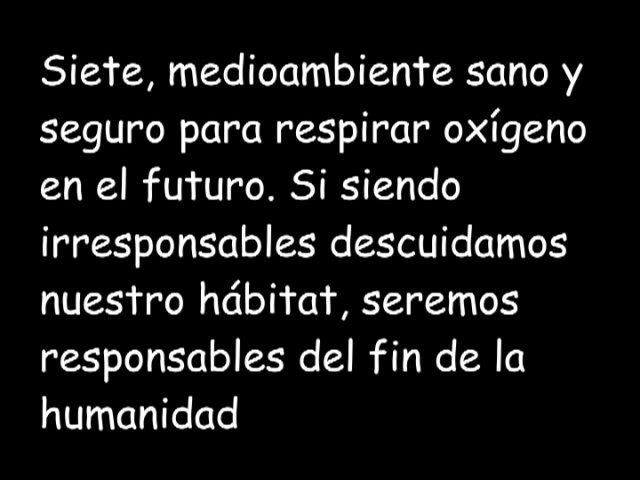 Siete, medioambiente sano y
seguro para respirar oxígeno
en el futuro. Si siendo
irresponsables descuidamos
nuestro hábitat, seremos
responsables del fin de la
humanidad